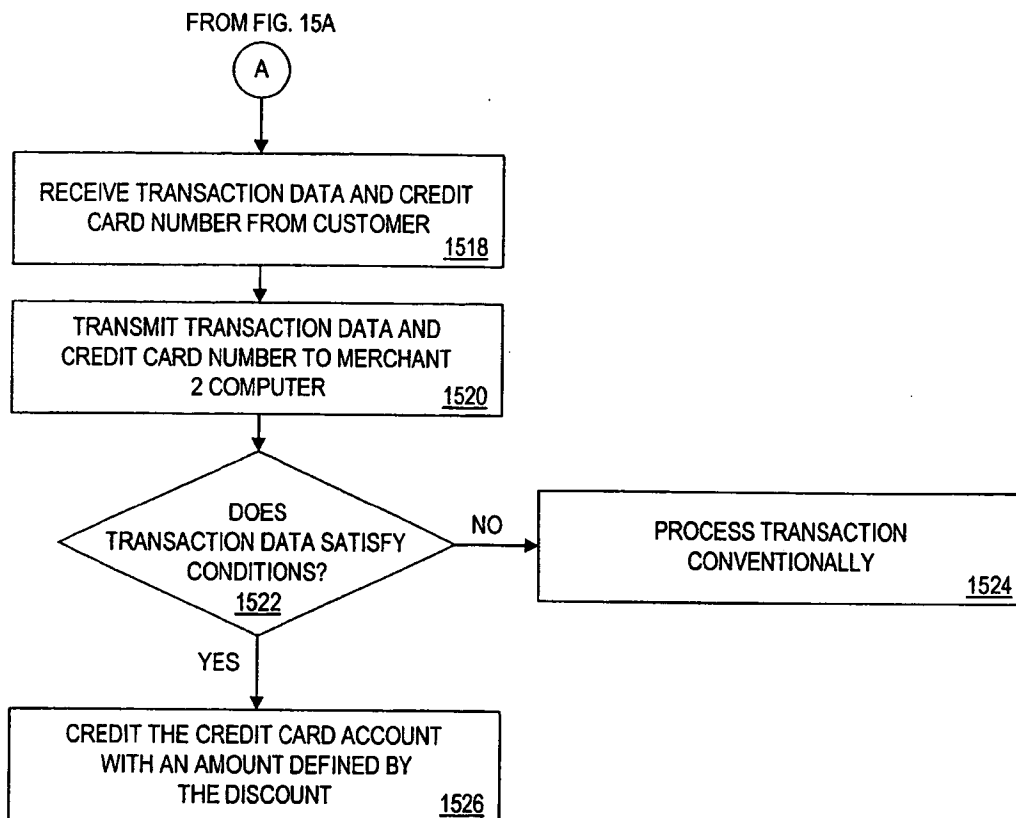 FROM FIG. 15A
A
RECEIVE TRANSACTION DATA AND CREDIT
CARD NUMBER FROM CUSTOMER
1518
TRANSMIT TRANSACTION DATA AND
CREDIT CARD NUMBER TO MERCHANT
2 COMPUTER
1520
DOES
TRANSACTION DATA SATISFY
CONDITIONS?
1522
NO
PROCESS TRANSACTION
CONVENTIONALLY
1524
YES
CREDIT THE CREDIT CARD ACCOUNT
WITH AN AMOUNT DEFINED BY
THE DISCOUNT
1526